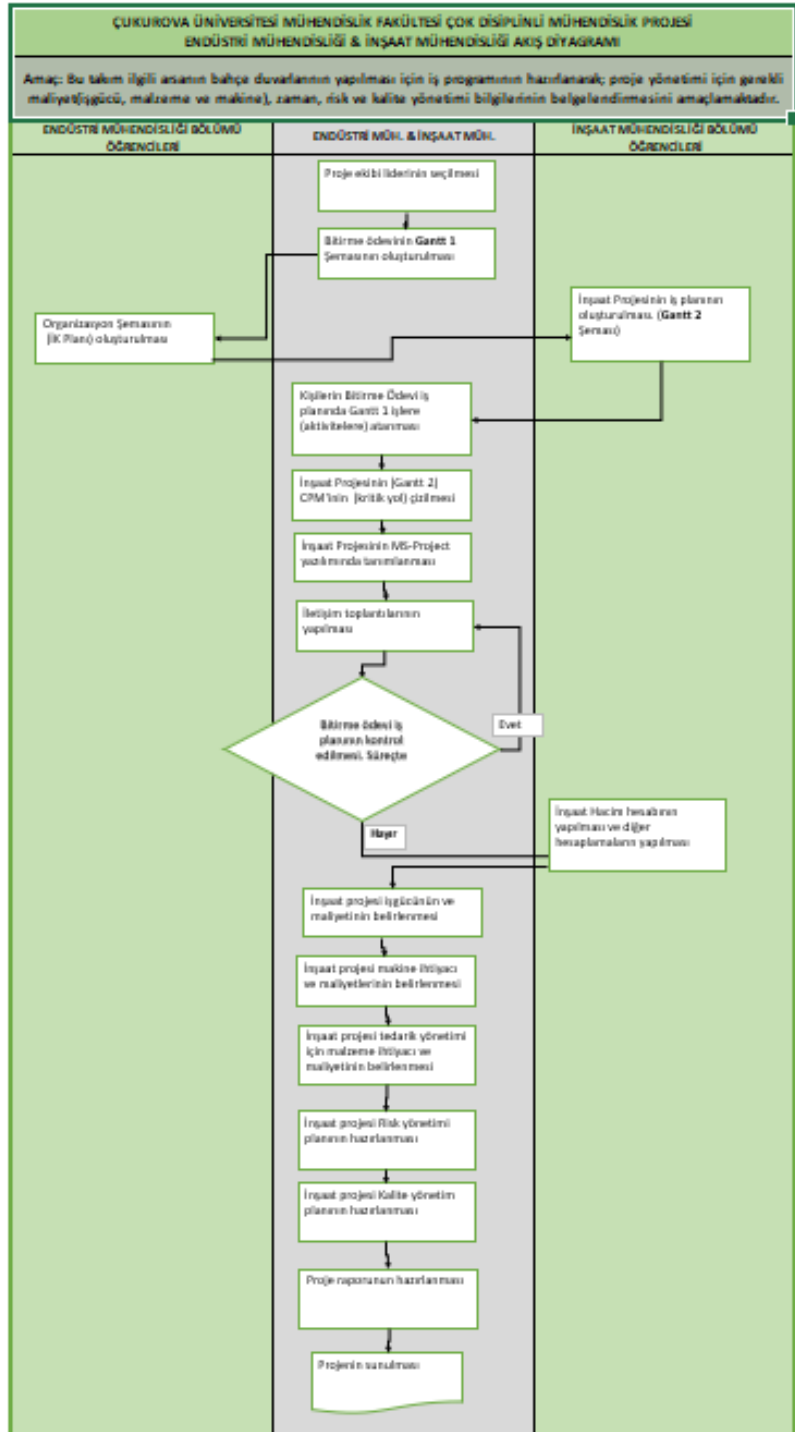 ÇUKUROVA ÜNİVERSİTESİ MÜHENDİSLİK FAKÜLTESİ ÇOK DİSİPLİNLİ MÜHENDİSLİK PROJESİ
ENDÜSTRİ MÜHENDİSLİĞİ & İNŞAAT MÜHENDİSLİĞİ AKIŞ DİYAGRAMI
Amaç: Bu takım ilgili arsanın bahçe duvarlarının yapılması için iş programının hazırlanarak; proje yönetimi için gerekli
maliyet(işgücü, malzeme ve makine), zaman, risk ve kalite yönetimi bilgilerinin belgelendirmesini amaçlamaktadır.
ENDÜSTRİ MÜHENDİSLİĞİ BÖLÜMÜ
ÖĞRENCİLERİ
ENDÜSTRİ MÜH. & İNŞAAT MÜH.
İNŞAAT MÜHENDİSLİĞİ BÖLÜMÜ
ÖĞRENCİLERİ
Proje ekibi liderinin seçilmesi
Bitirme ödevinin Gantt 1
Şemasının oluşturulması
Organizasyon Şemasının
(İK Planı) oluşturulması
İnşaat Projesinin iş planının
oluşturulması. (Gantt 2
Şeması)
Kişilerin Bitirme Ödevi iş
planında Gantt 1 işlere
(aktivitelere) atanması
İnşaat Projesinin (Gantt 2)
CPM'inin (kritik yol) çizilmesi
İnşaat Projesinin MS-Project
yazılımında tanımlanması
İletişim toplantılarının
yapılması
Bitirme ödevi iş
planının kontrol
edilmesi. Süreçte
Evet
Hayır
İnşaat Hacim hesabının
yapılması ve diğer
hesaplamaların yapılması
İnşaat projesi işgücünün ve
maliyetinin belirlenmesi
İnşaat projesi makine ihtiyacı
ve maliyetlerinin belirlenmesi
İnşaat projesi tedarik yönetimi
için malzeme ihtiyacı ve
maliyetinin belirlenmesi
İnşaat projesi Risk yönetimi
planının hazırlanması
İnşaat projesi Kalite yönetim
planının hazırlanması
Proje raporunun hazırlanması
Projenin sunulması